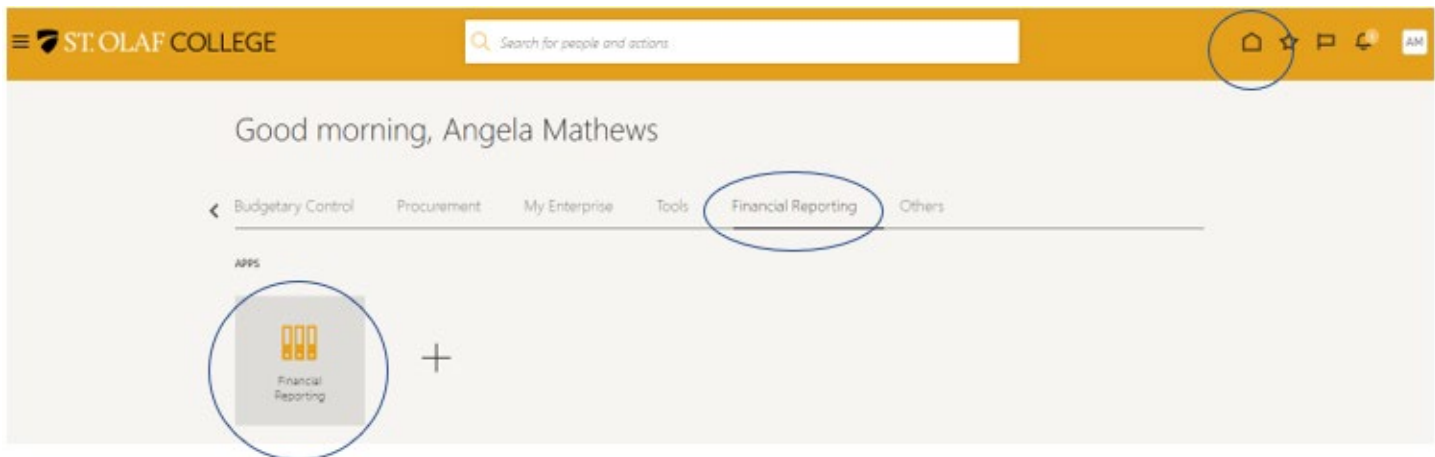 ST. OLAF COLLEGE
Search for people and actions
AM
Good morning, Angela Mathews
Budgetary Control Procurement My Enterprise Tools Financial Reporting Others
APPS
Financial
Reporting